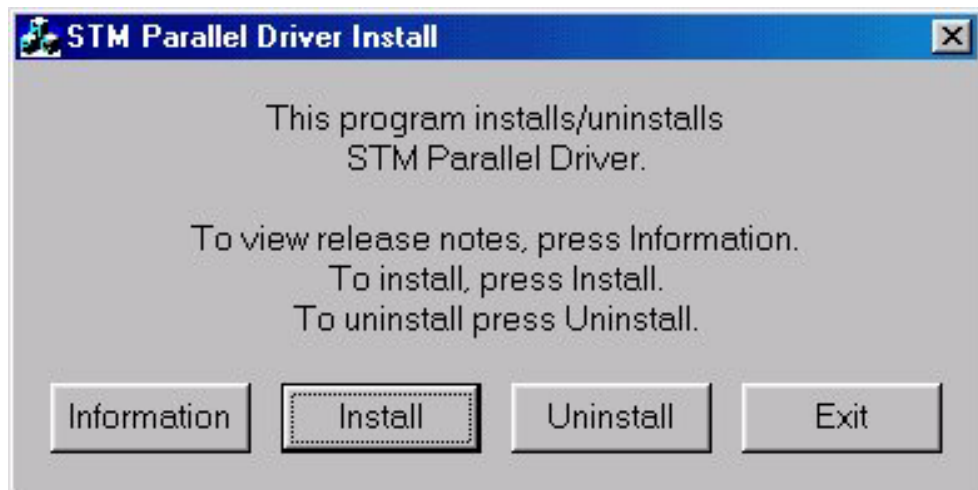 STM Parallel Driver Install
This program installs/uninstalls
STM Parallel Driver.
To view release notes, press Information.
To install, press Install.
To uninstall press Uninstall.
Information Install Uninstall Exit